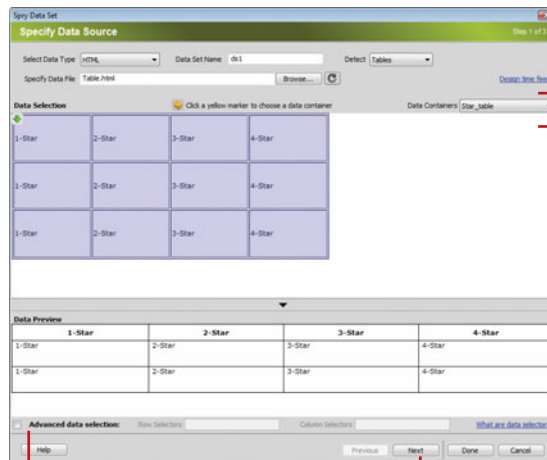 Spry Data Set
Specify Data Source Step 1 of 3
Select Data Type HTML Data Set Name ds1 Detect Tables
Specify Data File Table.html Browse... Design time fee
Data Selection Click a yellow marker to choose a data container Data Containers Star_table
1-Star 2-Star 3-Star 4-Star
1-Star 2-Star 3-Star 4-Star
1-Star 2-Star 3-Star 4-Star
Data Preview
1-Star 2-Star 3-Star 4-Star
1-Star 2-Star 3-Star 4-Star
1-Star 2-Star 3-Star 4-Star
Advanced data selection: Row Selectors Column Selectors What are data selector
Help Previous Next Done Cancel